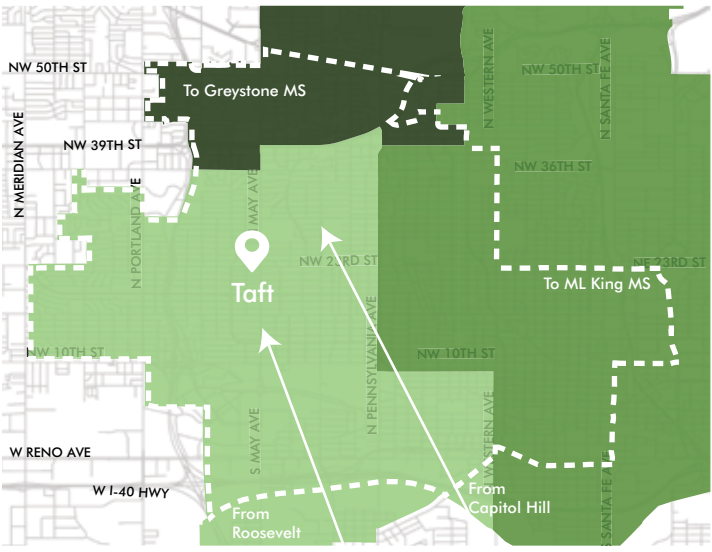 N WESTERN AVE
N SANTA FE AVE
NW 50TH ST
NW 50TH ST
To Greystone MS
N MERIDIAN AVE
NW 39TH ST
NW 36TH ST
N PORTLAND AVE
N MAY AVE
NW 23RD ST
NE 23RD ST
Taft
To ML King MS
N PENNSYLVANIA AVE
NW 10TH ST
NW 10TH ST
S MAY AVE
S WESTERN AVE
W RENO AVE
S SANTA FE AVE
W I-40 HWY
From
Capitol Hill
From
Roosevelt